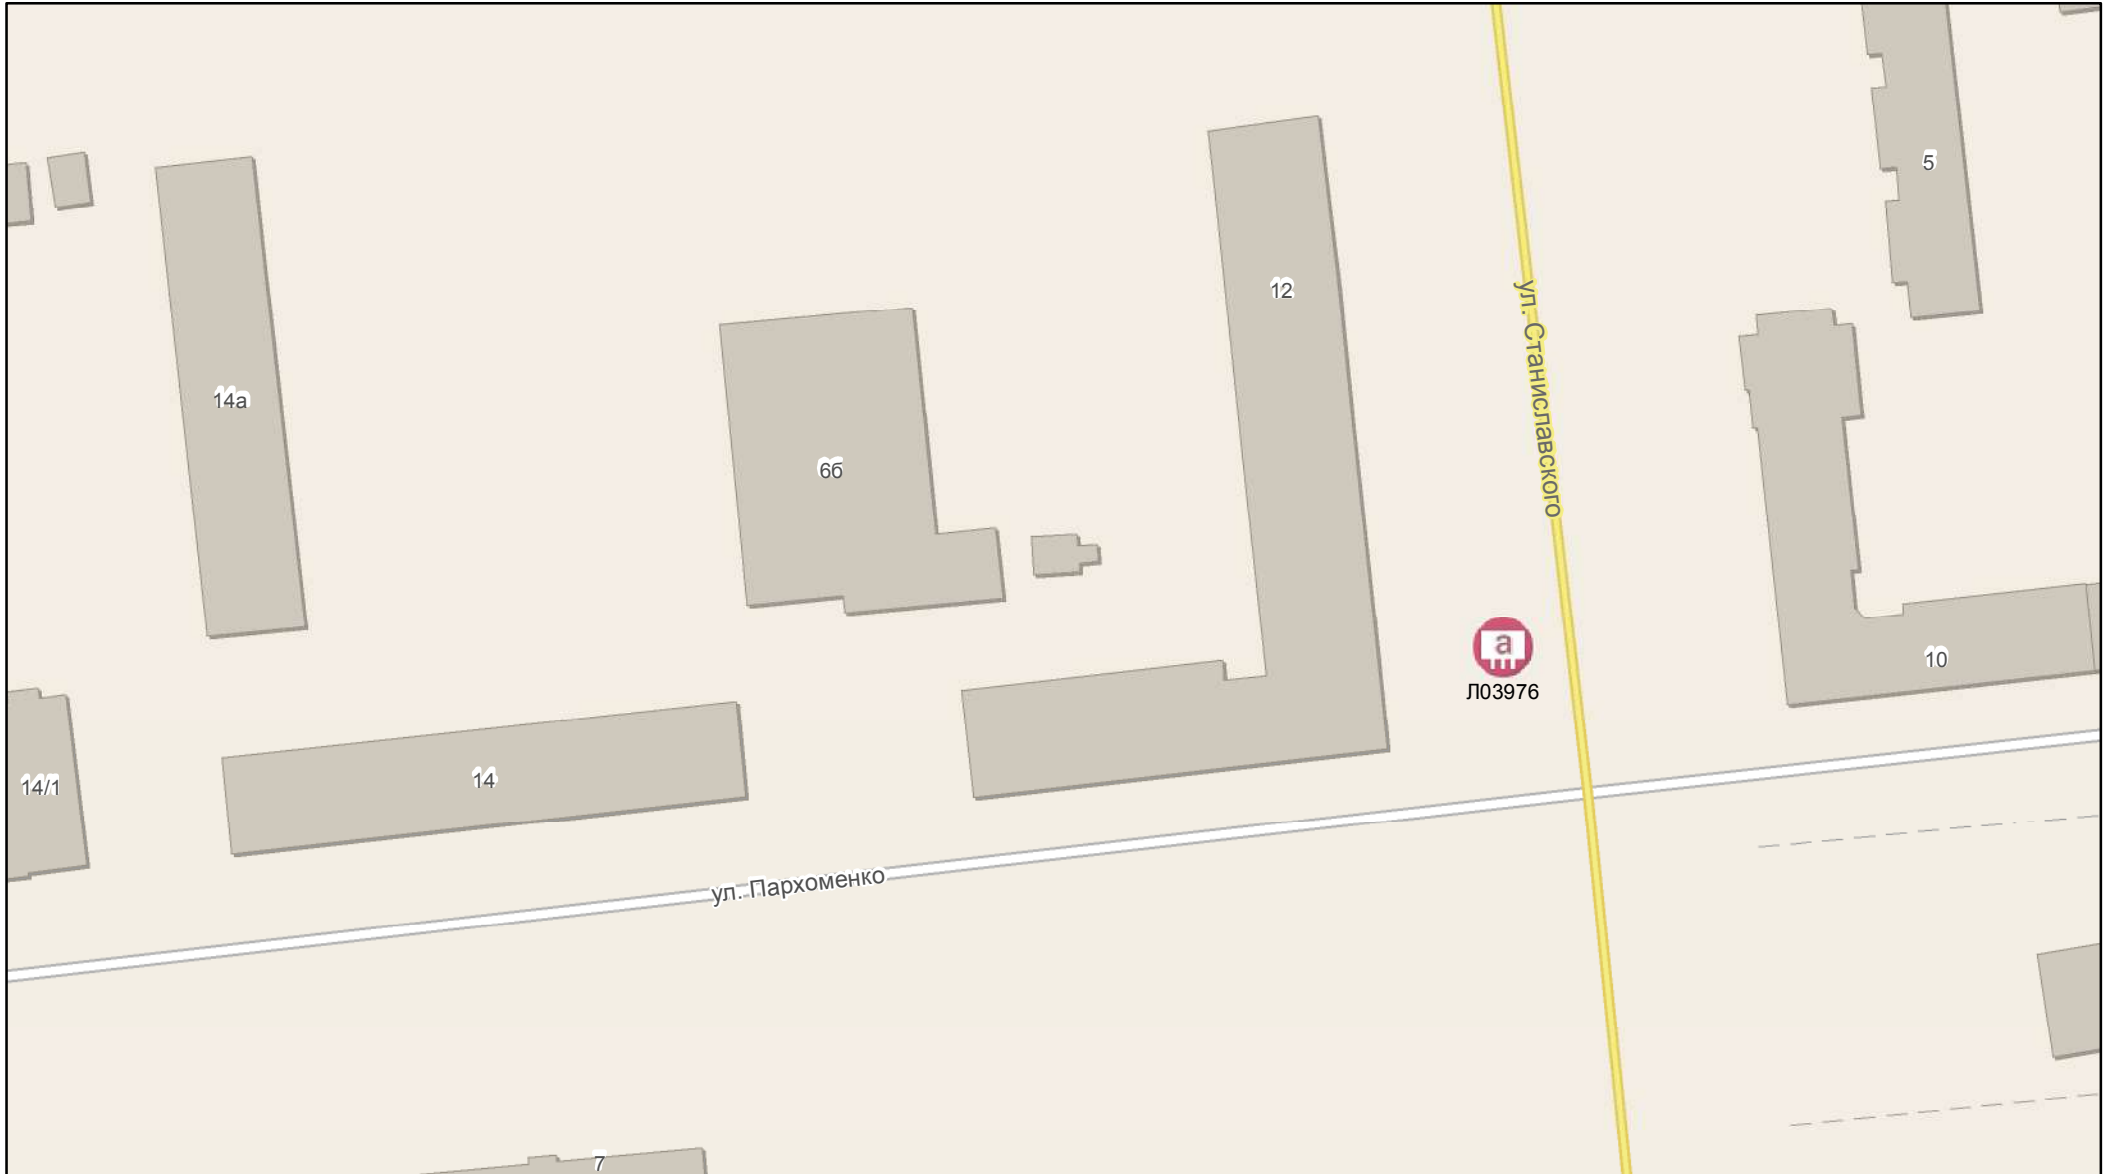 5
12
ул. Станиславского
14а
6б
а
Л03976
10
14
14/1
ул. Пархоменко
7